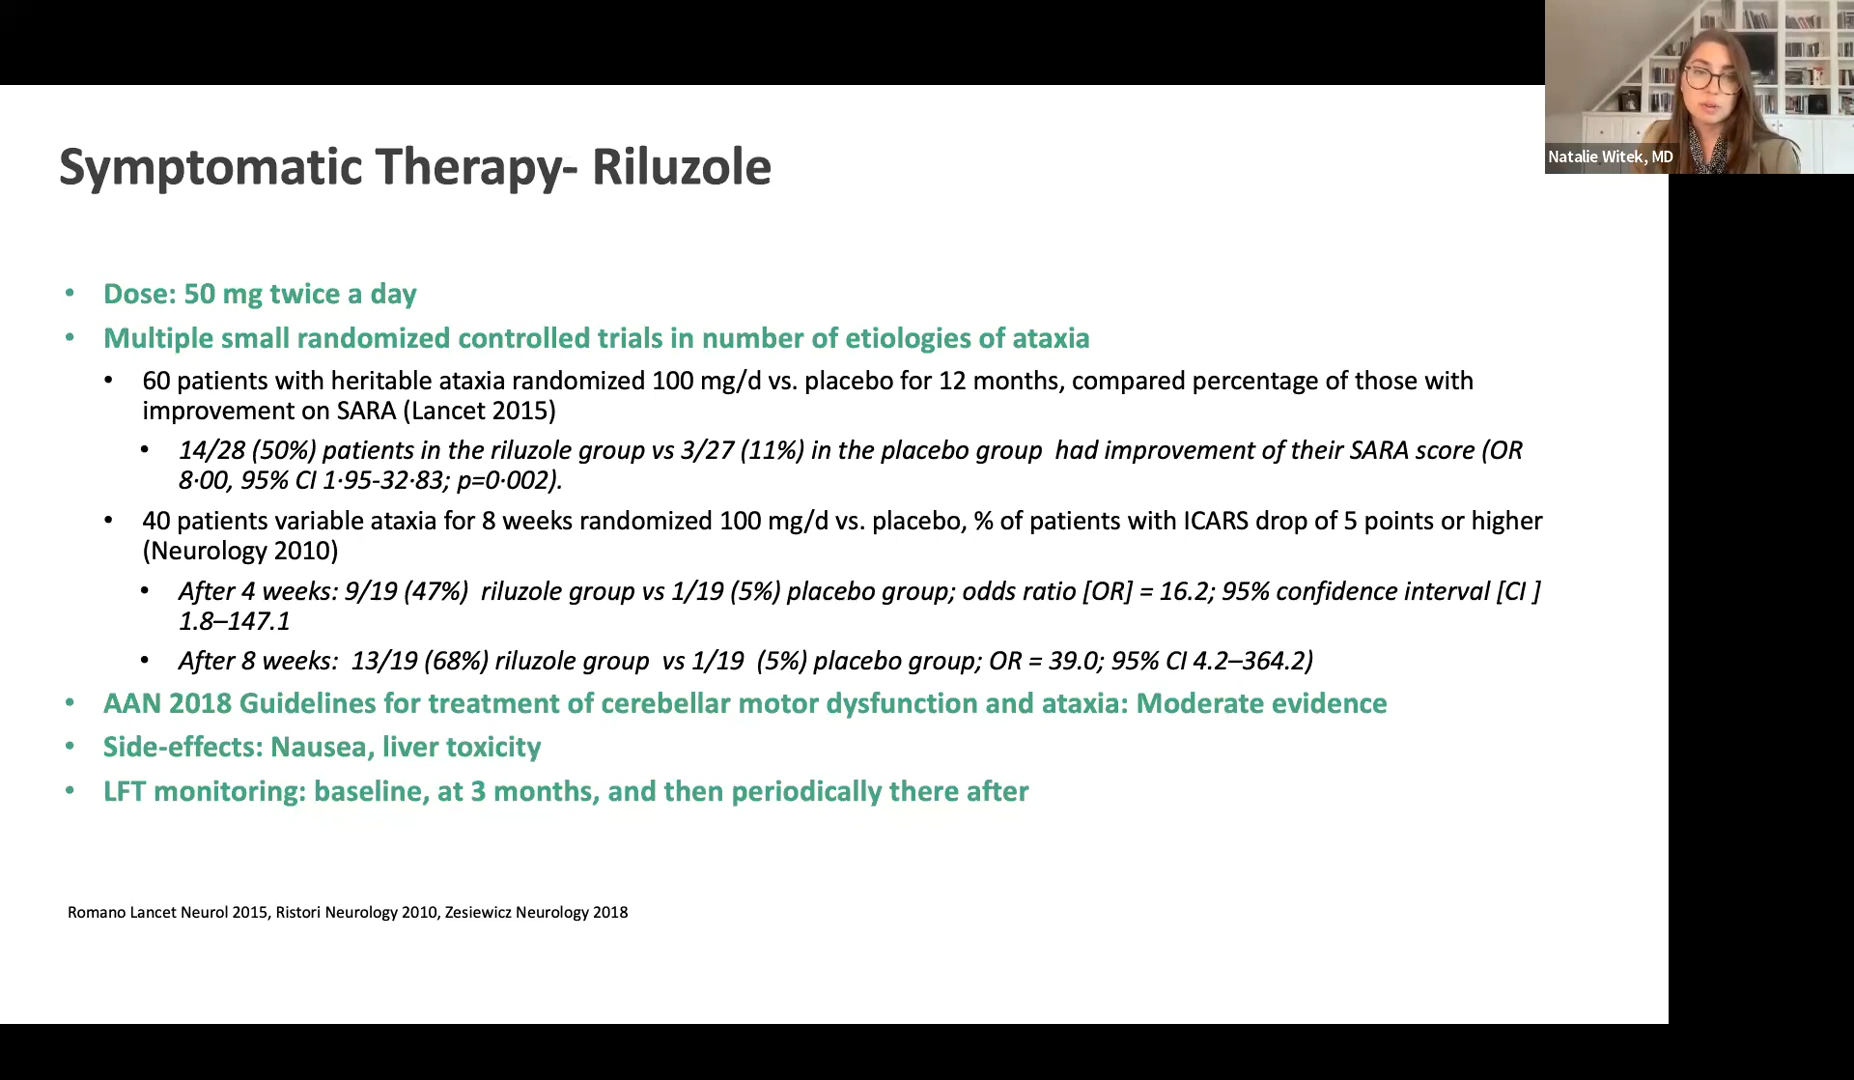 Natalie Witek, MD
Symptomatic Therapy- Riluzole
• Dose: 50 mg twice a day
• Multiple small randomized controlled trials in number of etiologies of ataxia
• 60 patients with heritable ataxia randomized 100 mg/d vs. placebo for 12 months, compared percentage of those with
improvement on SARA (Lancet 2015)
• 14/28 (50%) patients in the riluzole group vs 3/27 (11%) in the placebo group had improvement of their SARA score (OR
8·00, 95% CI 1·95-32·83; p=0·002).
• 40 patients variable ataxia for 8 weeks randomized 100 mg/d vs. placebo, % of patients with ICARS drop of 5 points or higher
(Neurology 2010)
• After 4 weeks: 9/19 (47%) riluzole group vs 1/19 (5%) placebo group; odds ratio [OR] = 16.2; 95% confidence interval [CI ]
1.8–147.1
• After 8 weeks: 13/19 (68%) riluzole group vs 1/19 (5%) placebo group; OR = 39.0; 95% CI 4.2–364.2)
• AAN 2018 Guidelines for treatment of cerebellar motor dysfunction and ataxia: Moderate evidence
• Side-effects: Nausea, liver toxicity
• LFT monitoring: baseline, at 3 months, and then periodically there after
Romano Lancet Neurol 2015, Ristori Neurology 2010, Zesiewicz Neurology 2018